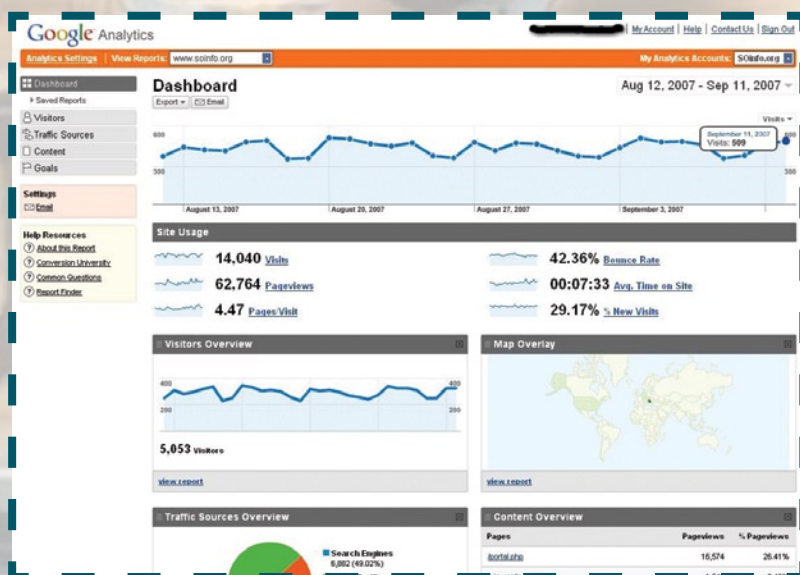 Google Analytics
My Account | Help | Contact Us | Sign Out
Analytics Settings | View Reports: www.soinfo.org
My Analytics Accounts: SOinfo.org
Dashboard
Saved Reports
Visitors
Traffic Sources
Content
Goals
Settings
Email
Help Resources
About this Report
Conversion University
Common Questions
Report Finder
Dashboard
Export
Email
Aug 12, 2007 - Sep 11, 2007
Visits
600
300
September 11, 2007
Visits: 509
300
August 13, 2007
August 20, 2007
August 27, 2007
September 3, 2007
Site Usage
14,040 Visits
42.36% Bounce Rate
62,764 Pageviews
00:07:33 Avg. Time on Site
4.47 Pages/Visit
29.17% % New Visits
Visitors Overview
400
400
200
200
5,053 Visitors
view report
Map Overlay
view report
Traffic Sources Overview
Search Engines
6,882 (49.02%)
Content Overview
Pages Pageviews % Pageviews
/portal.php 16,574 26.41%